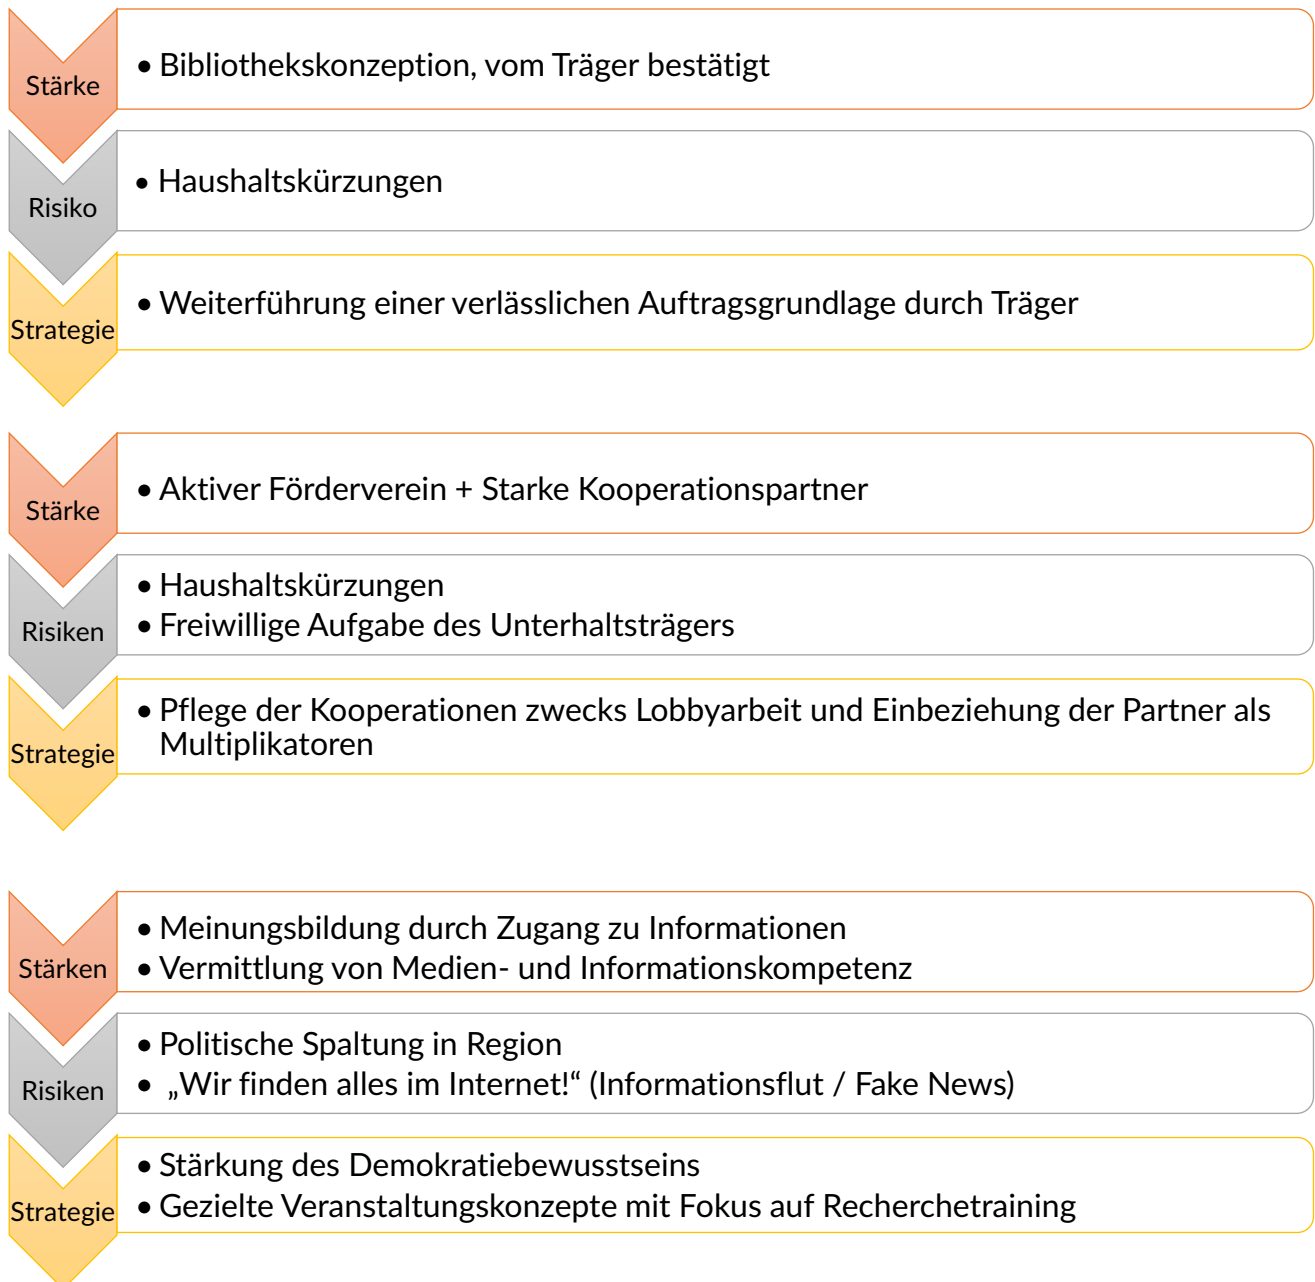 Stärke
• Bibliothekskonzeption, vom Träger bestätigt
Risiko
• Haushaltskürzungen
Strategie
• Weiterführung einer verlässlichen Auftragsgrundlage durch Träger
Stärke
• Aktiver Förderverein + Starke Kooperationspartner
Risiken
• Haushaltskürzungen
• Freiwillige Aufgabe des Unterhaltsträgers
Strategie
• Pflege der Kooperationen zwecks Lobbyarbeit und Einbeziehung der Partner als
Multiplikatoren
Stärken
• Meinungsbildung durch Zugang zu Informationen
• Vermittlung von Medien- und Informationskompetenz
Risiken
• Politische Spaltung in Region
• „Wir finden alles im Internet!“ (Informationsflut / Fake News)
Strategie
• Stärkung des Demokratiebewusstseins
• Gezielte Veranstaltungskonzepte mit Fokus auf Recherchetraining